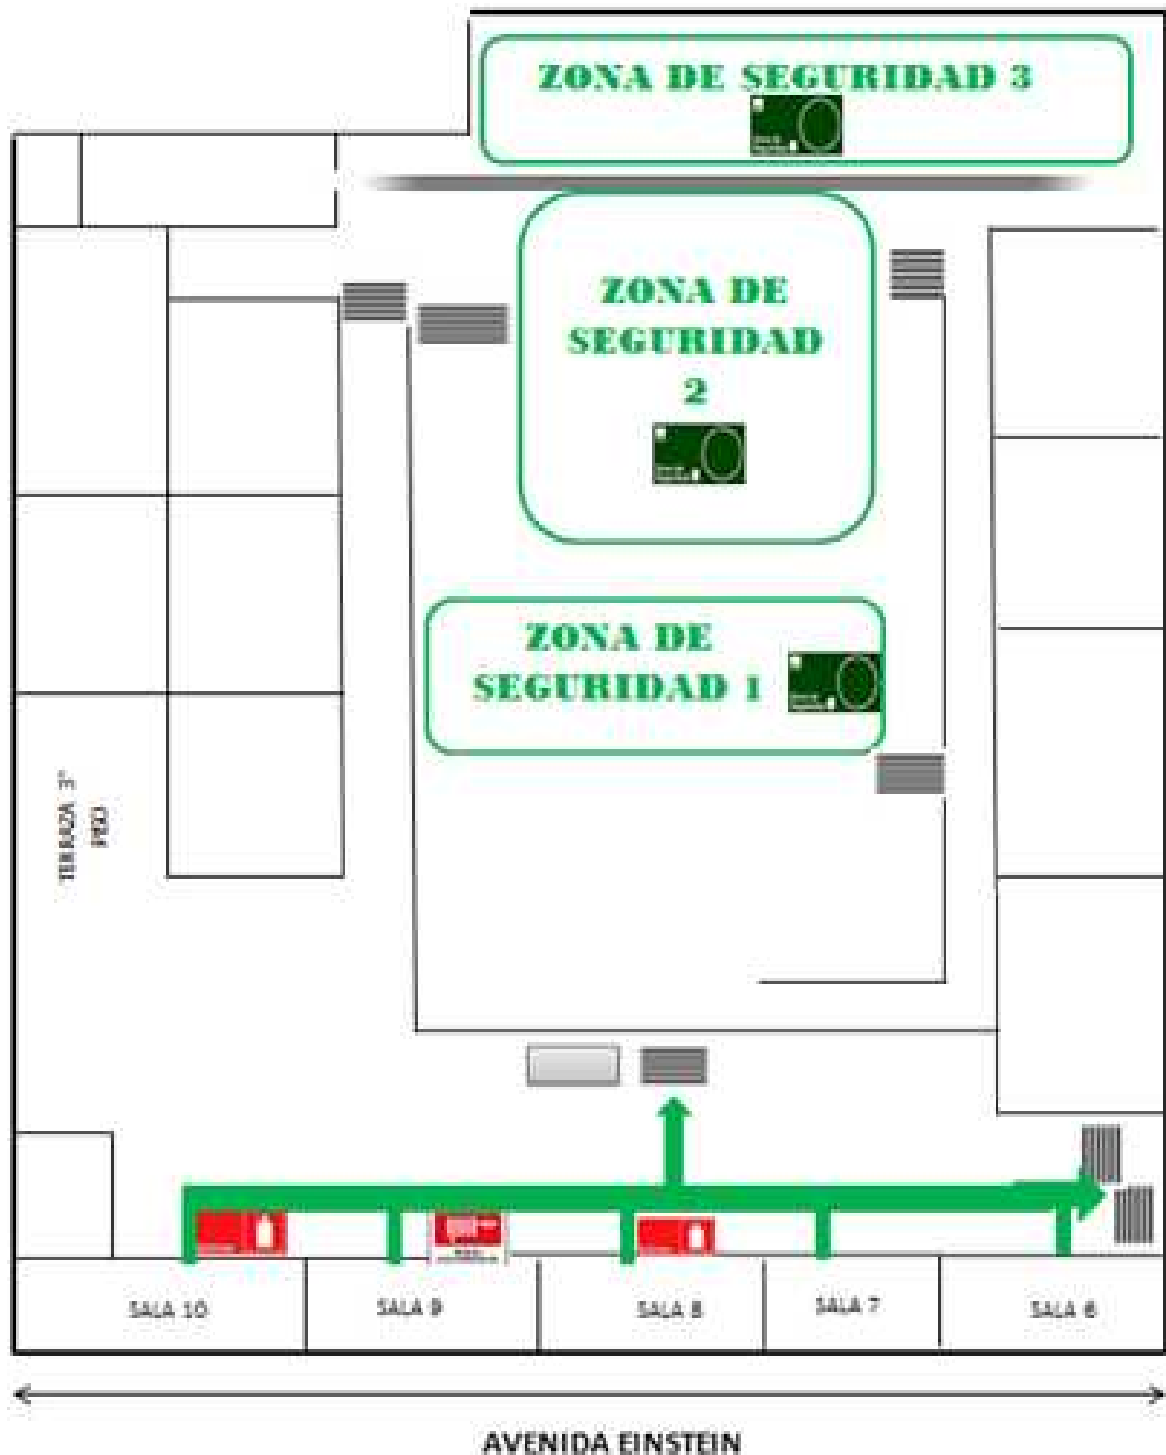 ZONA DE SEGURIDAD 3
ZONA DE
SEGURIDAD
2
ZONA DE
SEGURIDAD 1
TERRAZA 3°
PISO
SALA 10
SALA 9
SALA 8
SALA 7
SALA 6
AVENIDA EINSTEIN